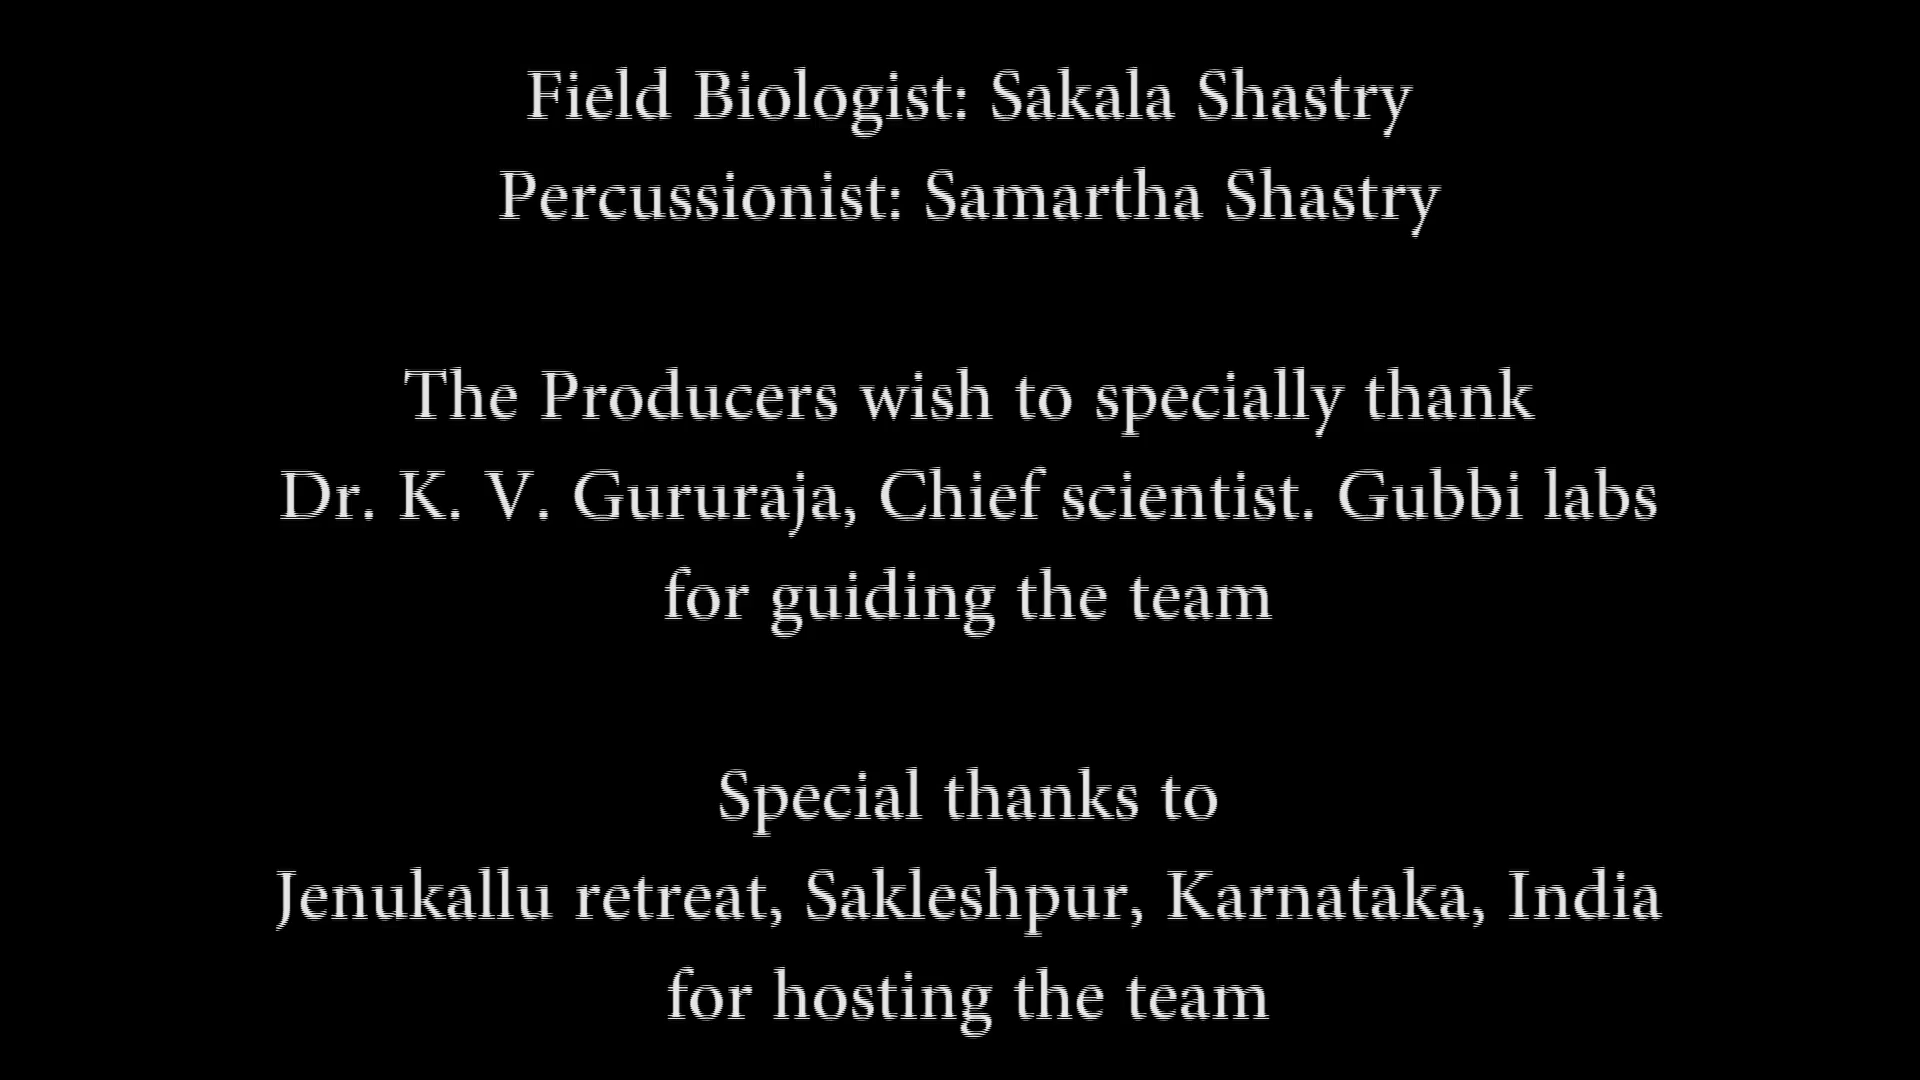 Field Biologist: Sakala Shastry
Percussionist: Samartha Shastry
The Producers wish to specially thank
Dr. K. V. Gururaja, Chief scientist. Gubbi labs
for guiding the team
Special thanks to
Jenukallu retreat, Sakleshpur, Karnataka, India
for hosting the team